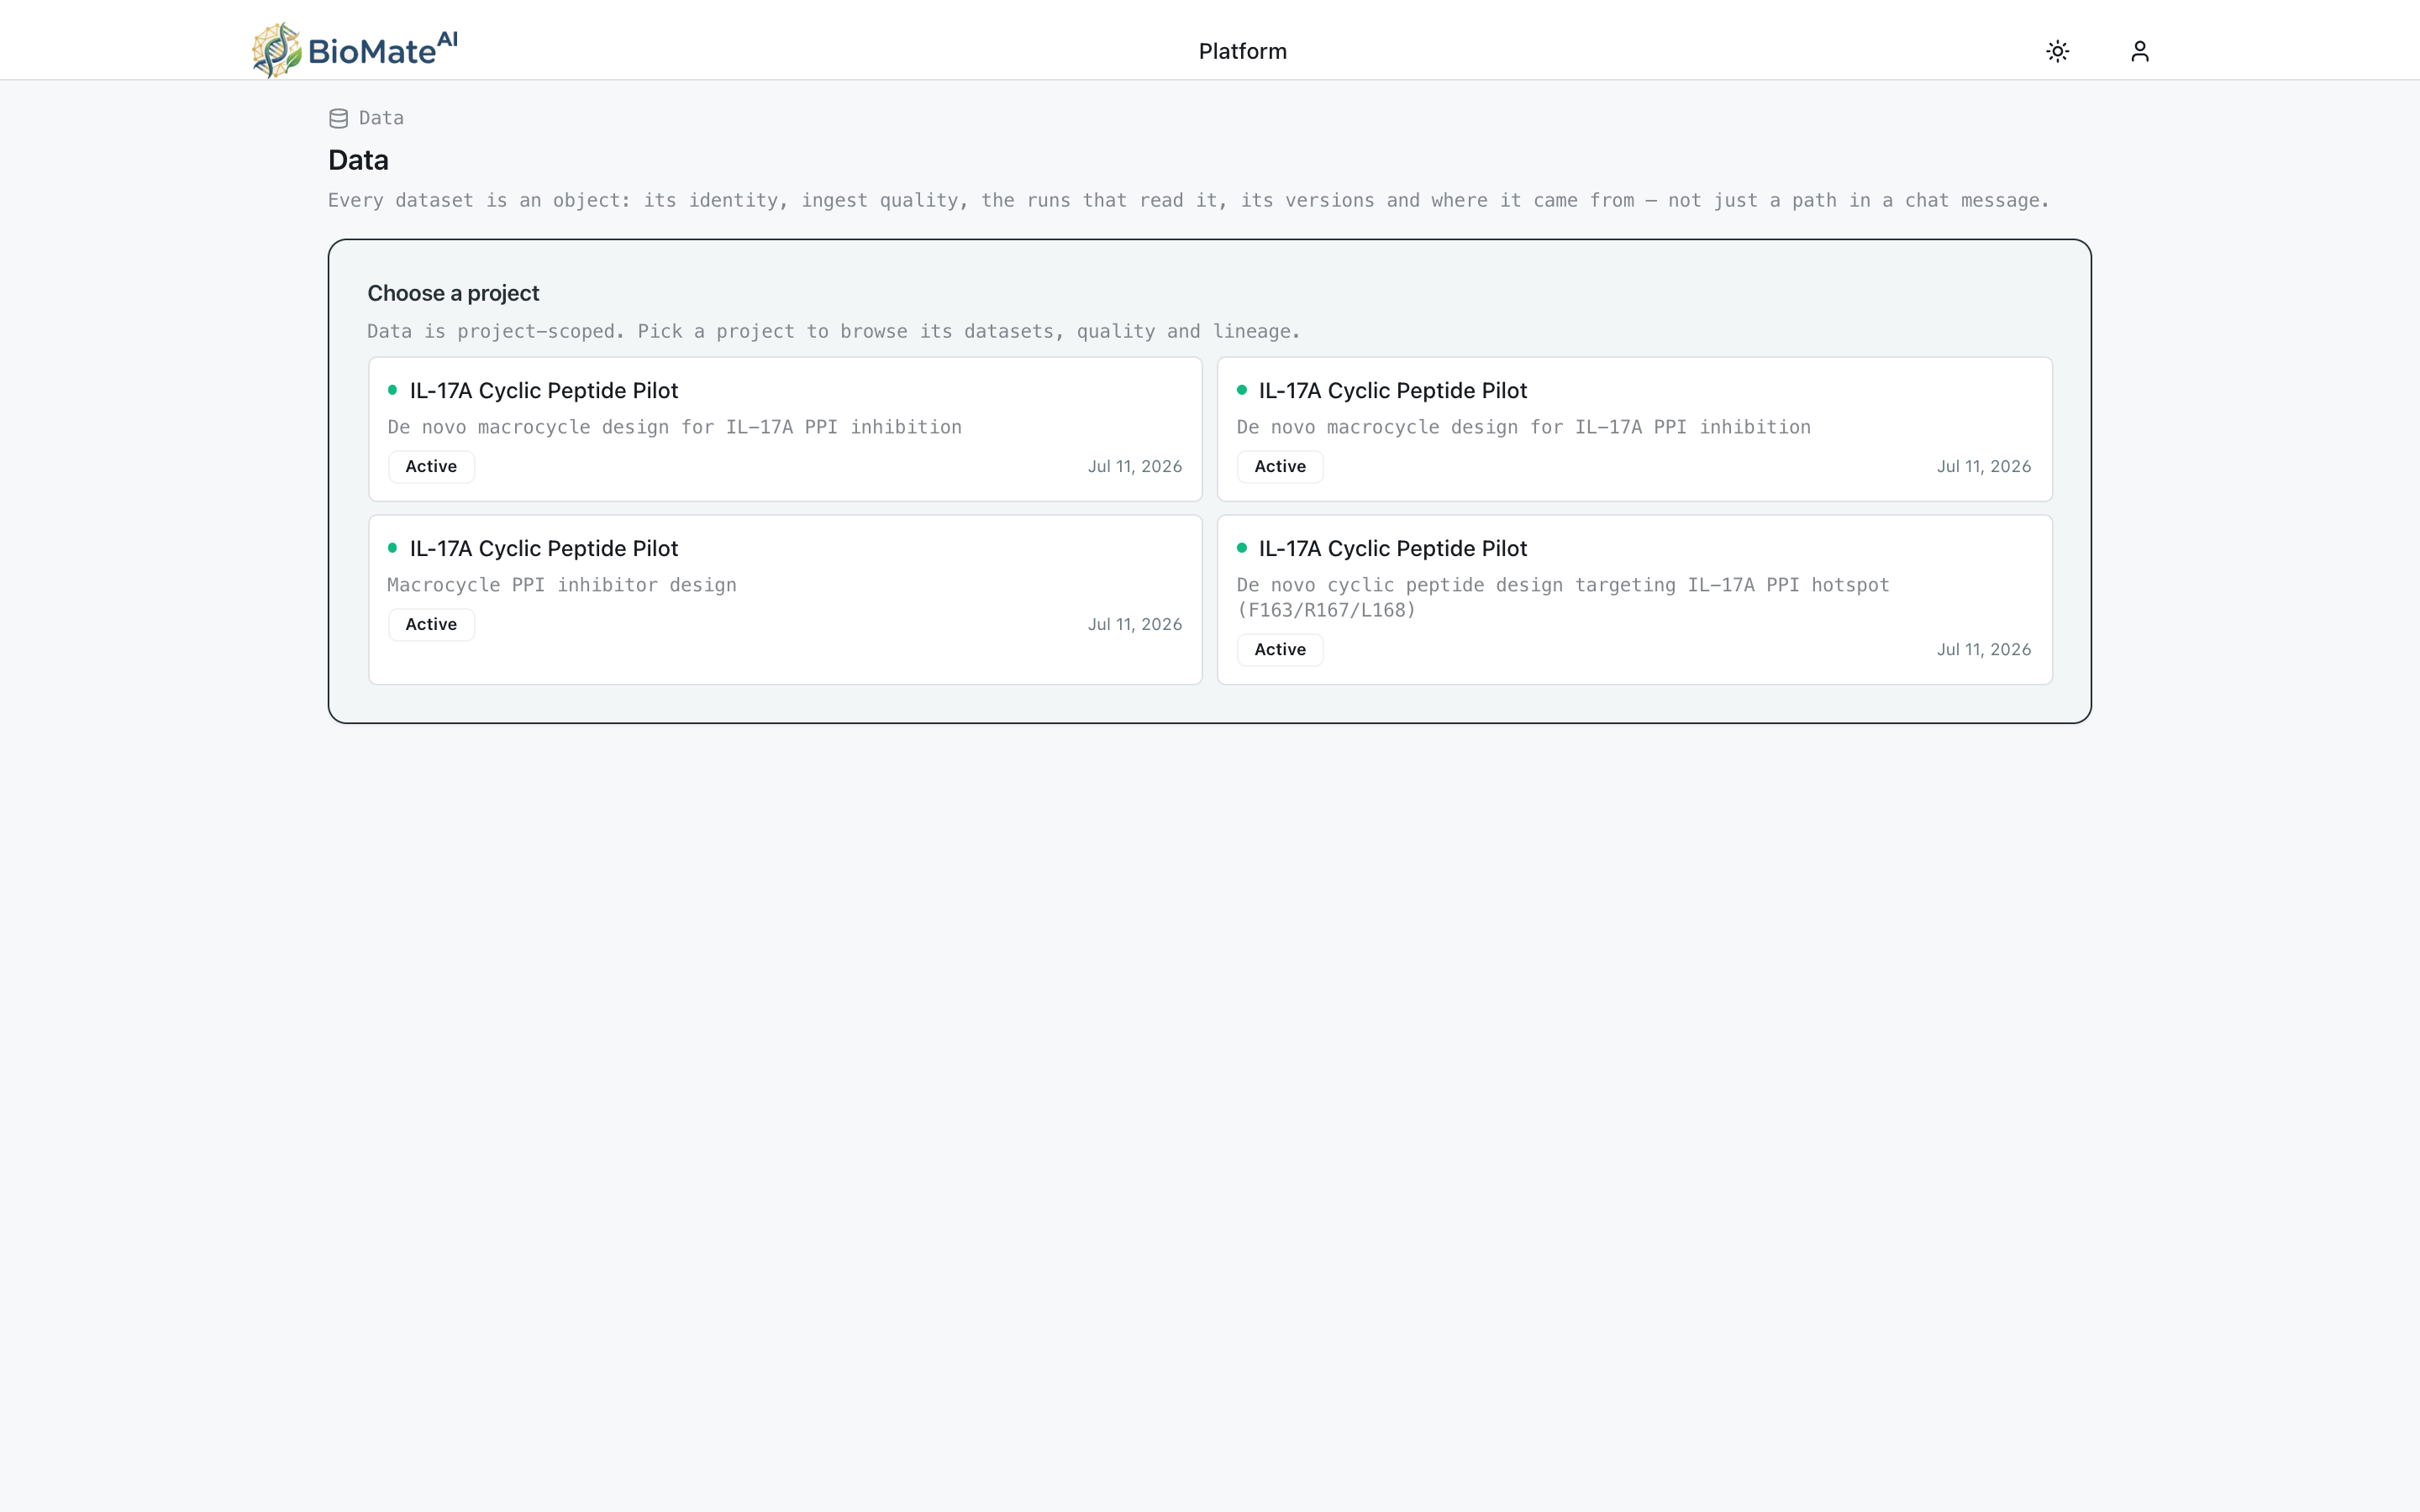 BioMate AI
Platform
Data
Data
Every dataset is an object: its identity, ingest quality, the runs that read it, its versions and where it came from — not just a path in a chat message.
Choose a project
Data is project-scoped. Pick a project to browse its datasets, quality and lineage.
IL-17A Cyclic Peptide Pilot
De novo macrocycle design for IL-17A PPI inhibition
Active
Jul 11, 2026
IL-17A Cyclic Peptide Pilot
De novo macrocycle design for IL-17A PPI inhibition
Active
Jul 11, 2026
IL-17A Cyclic Peptide Pilot
Macrocycle PPI inhibitor design
Active
Jul 11, 2026
IL-17A Cyclic Peptide Pilot
De novo cyclic peptide design targeting IL-17A PPI hotspot
(F163/R167/L168)
Active
Jul 11, 2026